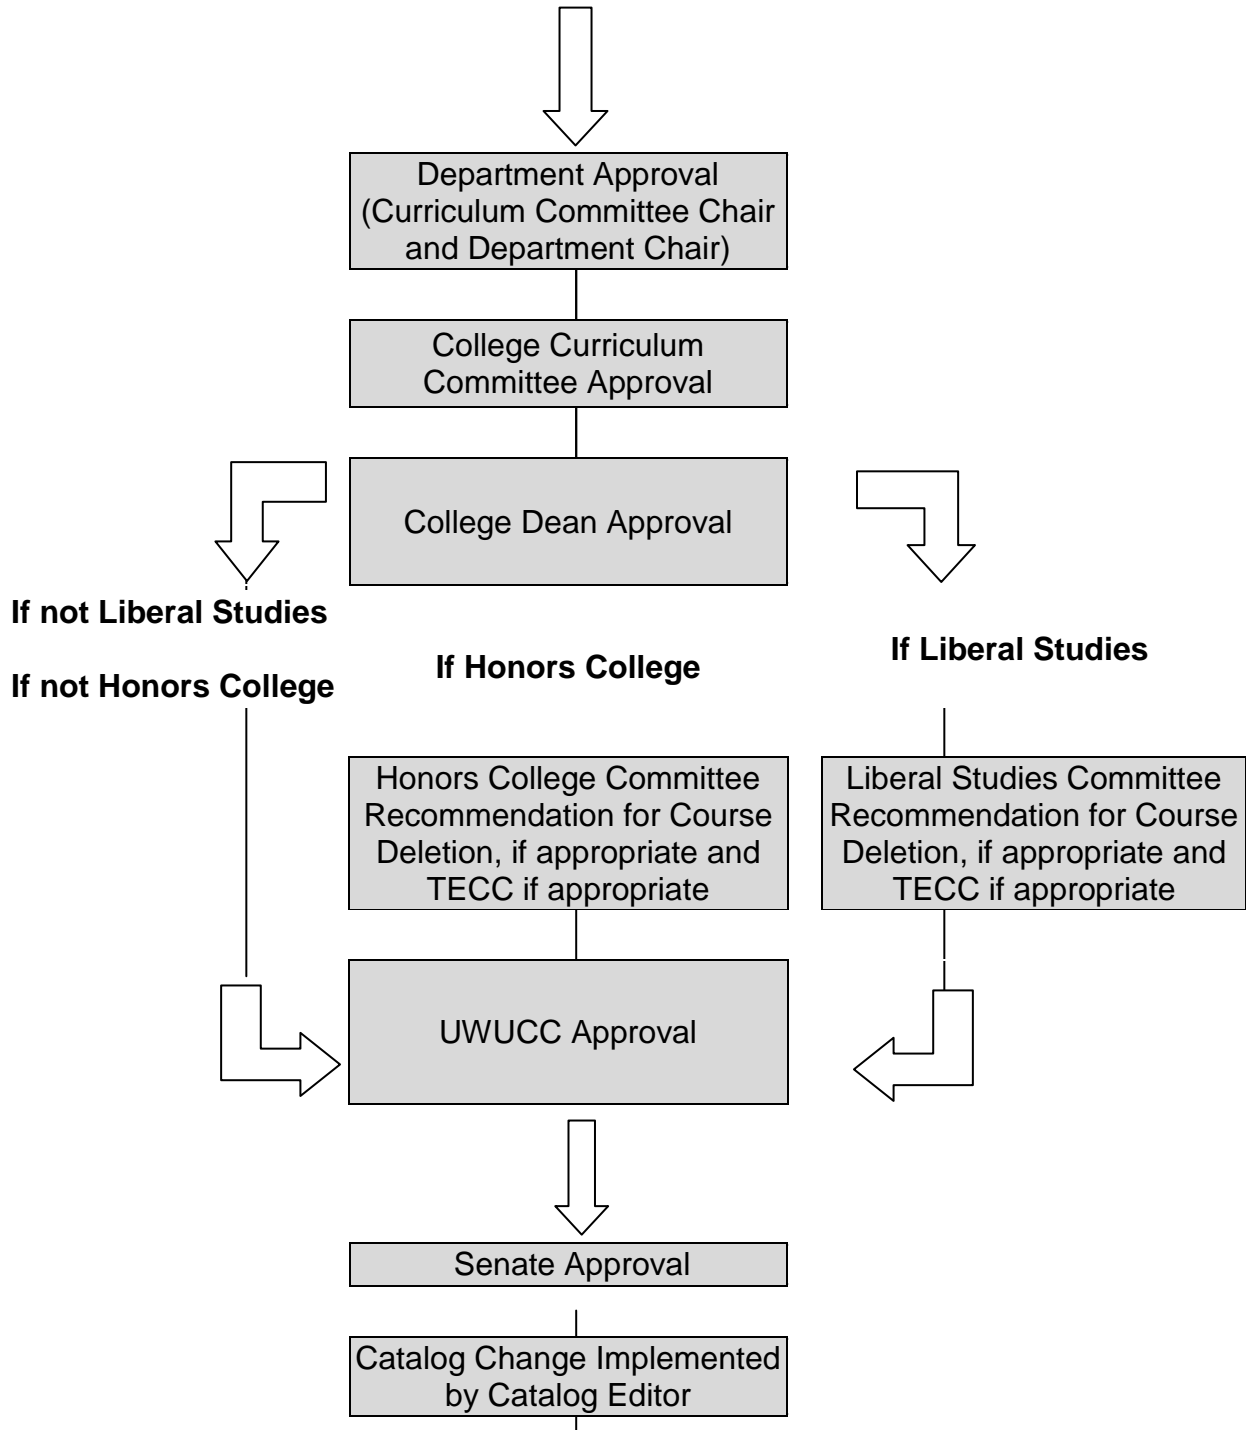 Department Approval
(Curriculum Committee Chair
and Department Chair)
College Curriculum
Committee Approval
College Dean Approval
If not Liberal Studies
If not Honors College
If Honors College
If Liberal Studies
Honors College Committee
Recommendation for Course
Deletion, if appropriate and
TECC if appropriate
Liberal Studies Committee
Recommendation for Course
Deletion, if appropriate and
TECC if appropriate
UWUCC Approval
Senate Approval
Catalog Change Implemented
by Catalog Editor